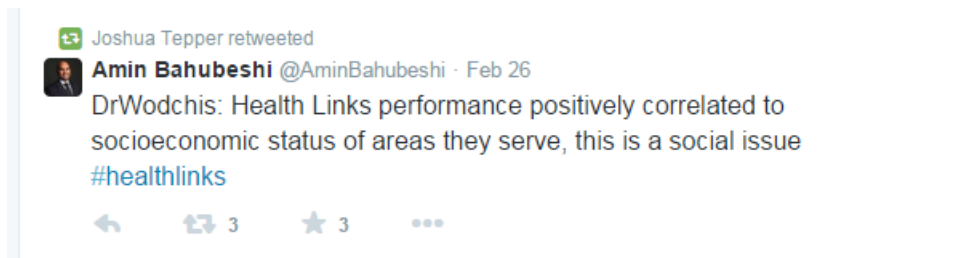 Joshua Tepper retweeted
Amin Bahubeshi @AminBahubeshi · Feb 26
DrWodchis: Health Links performance positively correlated to
socioeconomic status of areas they serve, this is a social issue
#healthlinks
3 3